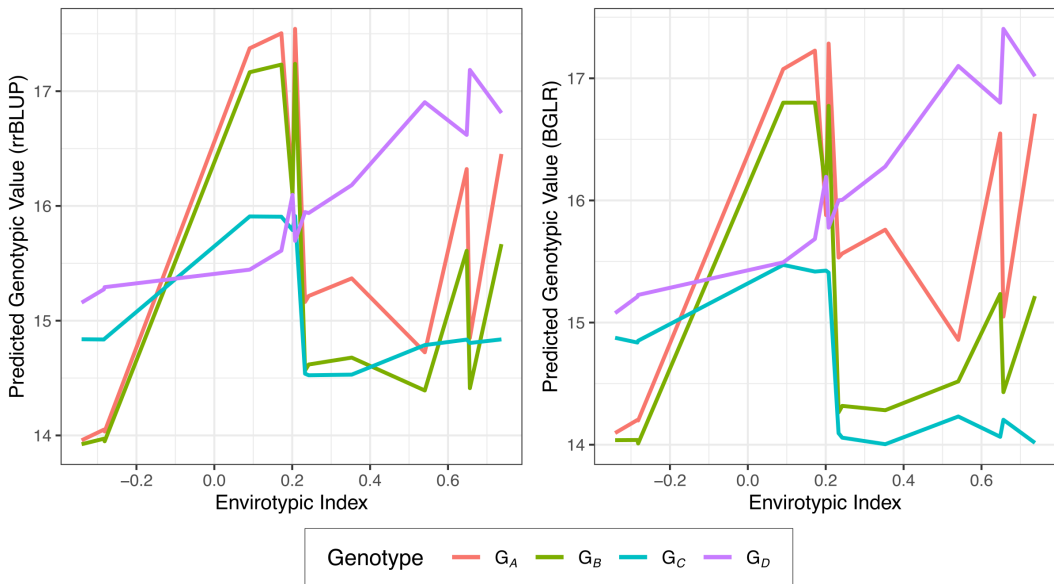 Predicted Genotypic Value (rrBLUP)
17
16
15
14
−0.2 0.0 0.2 0.4 0.6
Envirotypic Index
Predicted Genotypic Value (BGLR)
17
16
15
14
−0.2 0.0 0.2 0.4 0.6
Envirotypic Index
Genotype G_A G_B G_C G_D